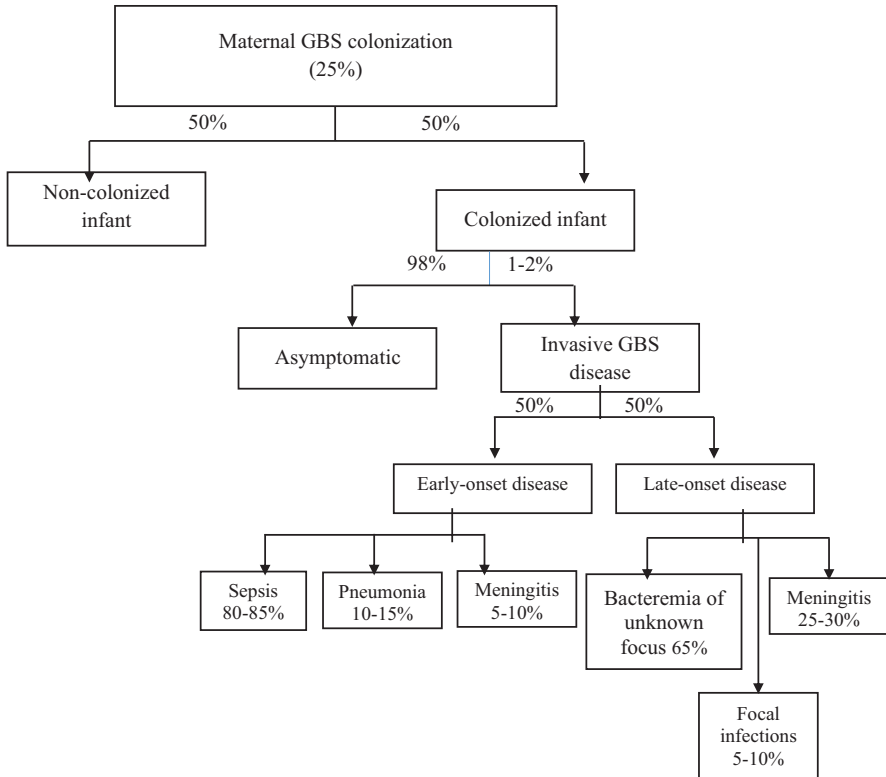 Maternal GBS colonization
(25%)
50%
50%
Non-colonized
infant
Colonized infant
98%
1-2%
Asymptomatic
Invasive GBS
disease
50%
50%
Early-onset disease
Late-onset disease
Sepsis
80-85%
Pneumonia
10-15%
Meningitis
5-10%
Bacteremia of
unknown
focus 65%
Meningitis
25-30%
Focal
infections
5-10%